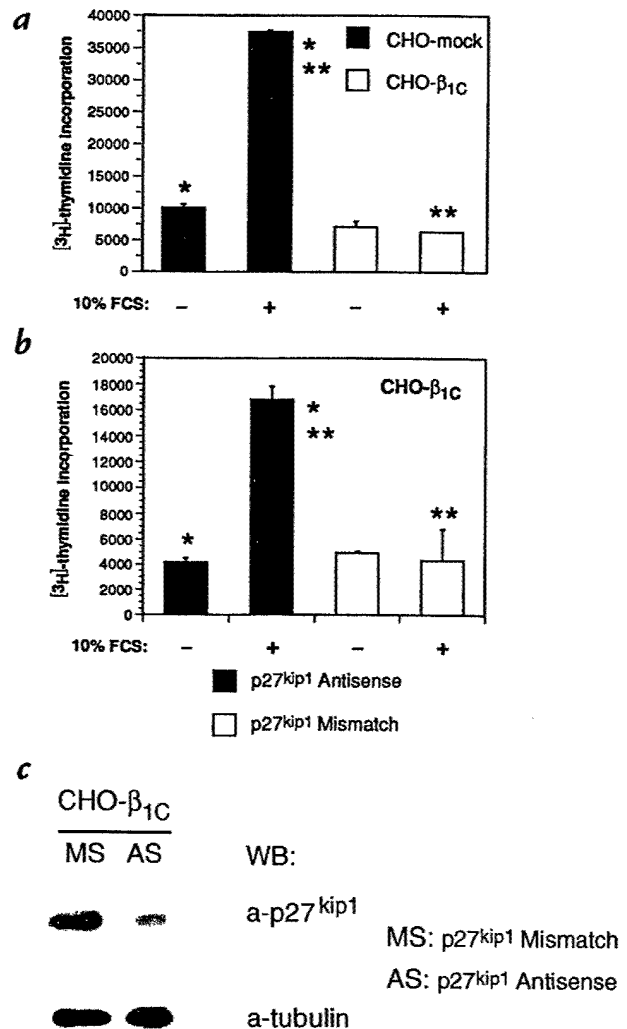 a
40000
35000
30000
25000
20000
15000
10000
5000
0
[3H]-thymidine incorporation
*
*
**
**
CHO-mock
CHO-β1C
10% FCS: – + – +
b
20000
18000
16000
14000
12000
10000
8000
6000
4000
2000
0
[3H]-thymidine incorporation
CHO-β1C
*
*
**
**
10% FCS: – + – +
p27kip1 Antisense
p27kip1 Mismatch
c
CHO-β1C
MS AS WB:
a-p27kip1
MS: p27kip1 Mismatch
AS: p27kip1 Antisense
a-tubulin